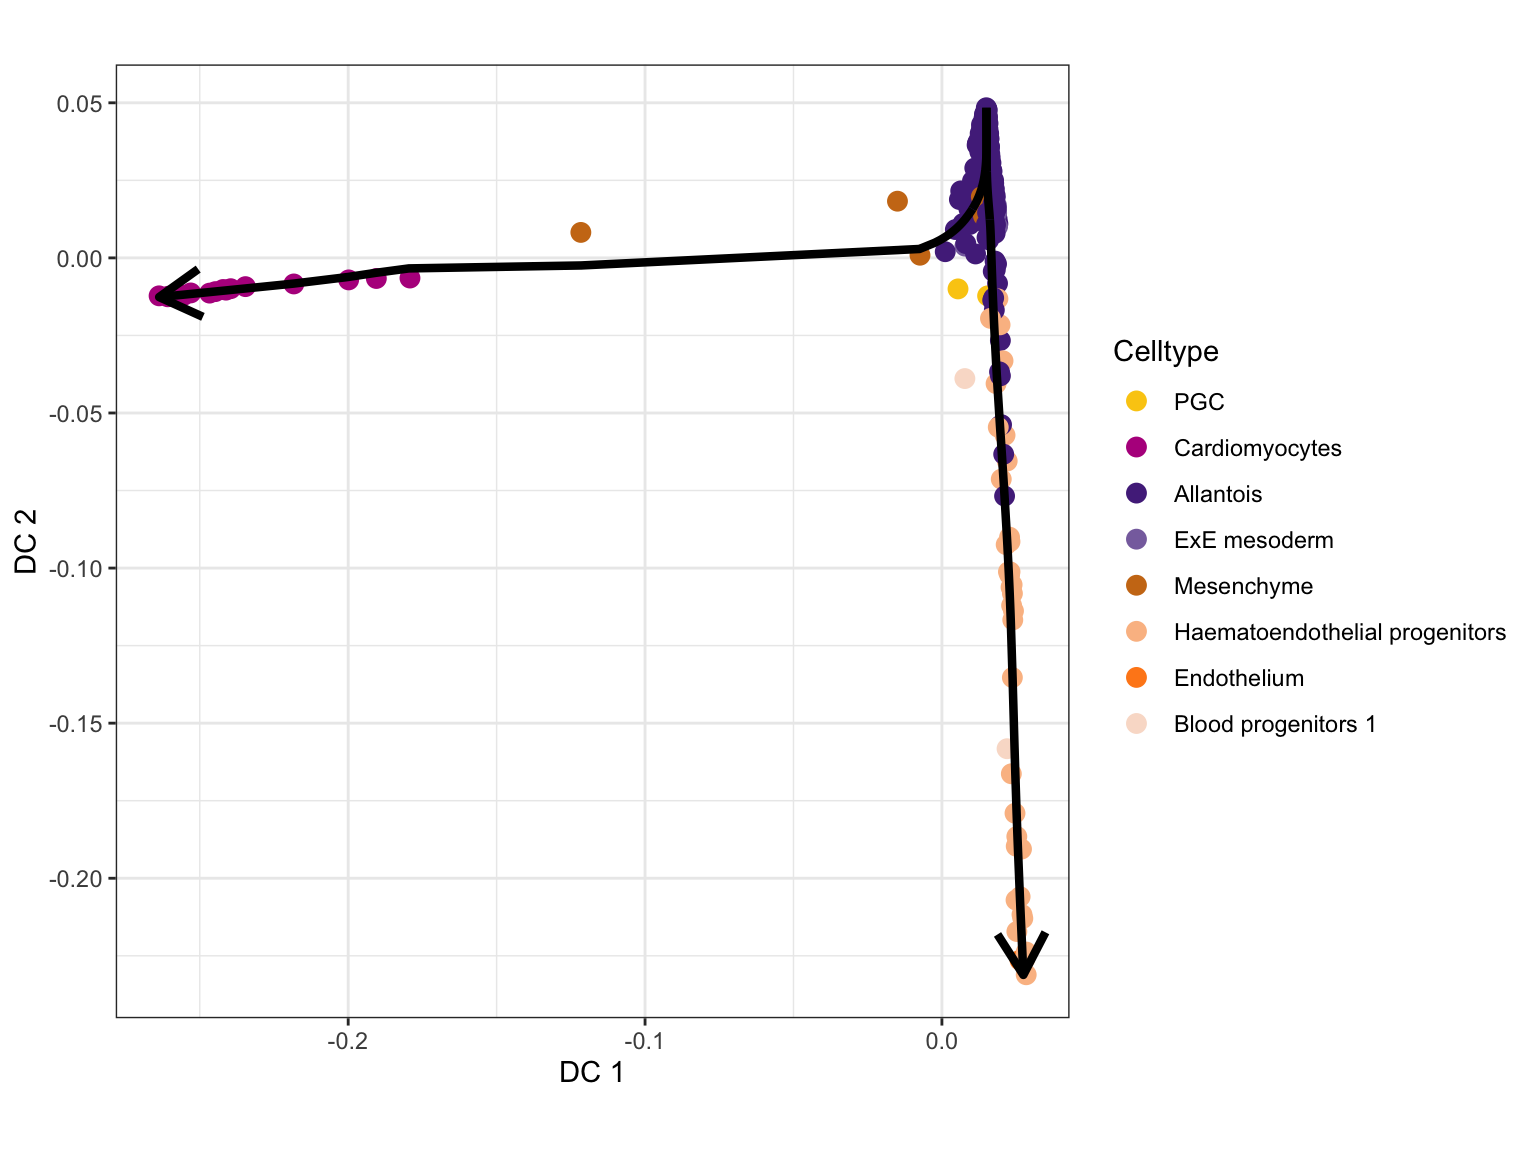 0.05
0.00
-0.05
-0.10
-0.15
-0.20
DC 2
-0.2
-0.1
0.0
DC 1
Celltype
PGC
Cardiomyocytes
Allantois
ExE mesoderm
Mesenchyme
Haematoendothelial progenitors
Endothelium
Blood progenitors 1